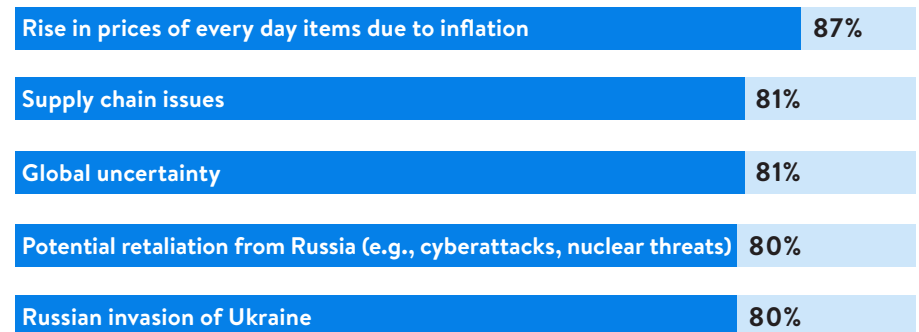 Rise in prices of every day items due to inflation 87%
Supply chain issues 81%
Global uncertainty 81%
Potential retaliation from Russia (e.g., cyberattacks, nuclear threats) 80%
Russian invasion of Ukraine 80%